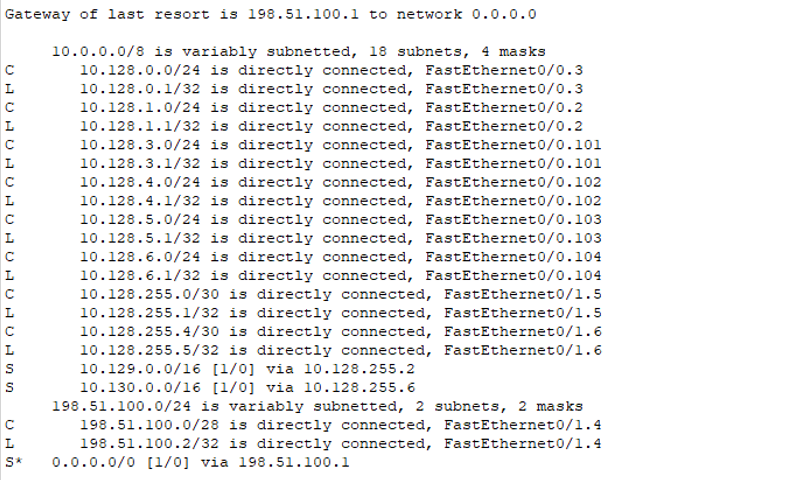 Gateway of last resort is 198.51.100.1 to network 0.0.0.0
10.0.0.0/8 is variably subnetted, 18 subnets, 4 masks
C 10.128.0.0/24 is directly connected, FastEthernet0/0.3
L 10.128.0.1/32 is directly connected, FastEthernet0/0.3
C 10.128.1.0/24 is directly connected, FastEthernet0/0.2
L 10.128.1.1/32 is directly connected, FastEthernet0/0.2
C 10.128.3.0/24 is directly connected, FastEthernet0/0.101
L 10.128.3.1/32 is directly connected, FastEthernet0/0.101
C 10.128.4.0/24 is directly connected, FastEthernet0/0.102
L 10.128.4.1/32 is directly connected, FastEthernet0/0.102
C 10.128.5.0/24 is directly connected, FastEthernet0/0.103
L 10.128.5.1/32 is directly connected, FastEthernet0/0.103
C 10.128.6.0/24 is directly connected, FastEthernet0/0.104
L 10.128.6.1/32 is directly connected, FastEthernet0/0.104
C 10.128.255.0/30 is directly connected, FastEthernet0/1.5
L 10.128.255.1/32 is directly connected, FastEthernet0/1.5
C 10.128.255.4/30 is directly connected, FastEthernet0/1.6
L 10.128.255.5/32 is directly connected, FastEthernet0/1.6
S 10.129.0.0/16 [1/0] via 10.128.255.2
S 10.130.0.0/16 [1/0] via 10.128.255.6
198.51.100.0/24 is variably subnetted, 2 subnets, 2 masks
C 198.51.100.0/28 is directly connected, FastEthernet0/1.4
L 198.51.100.2/32 is directly connected, FastEthernet0/1.4
S* 0.0.0.0/0 [1/0] via 198.51.100.1